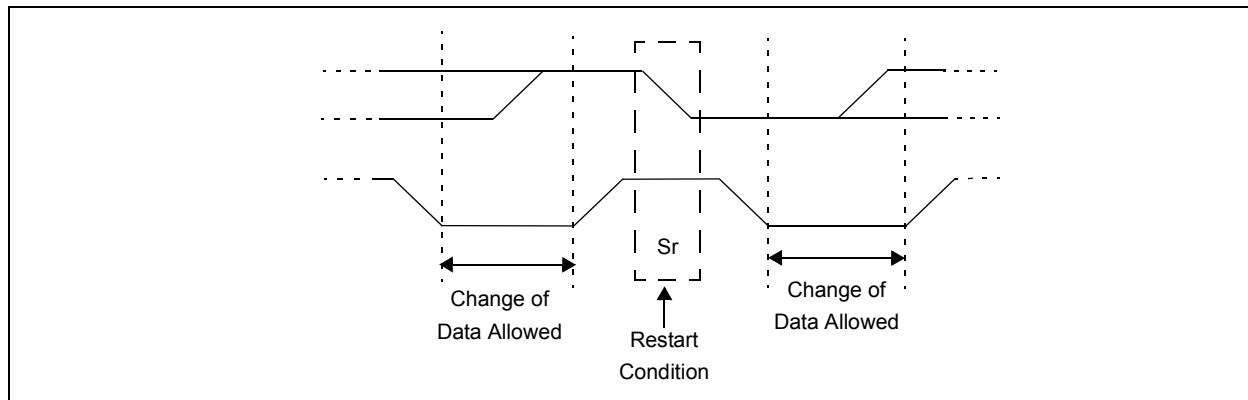 Sr
Change of
Data Allowed
Restart
Condition
Change of
Data Allowed